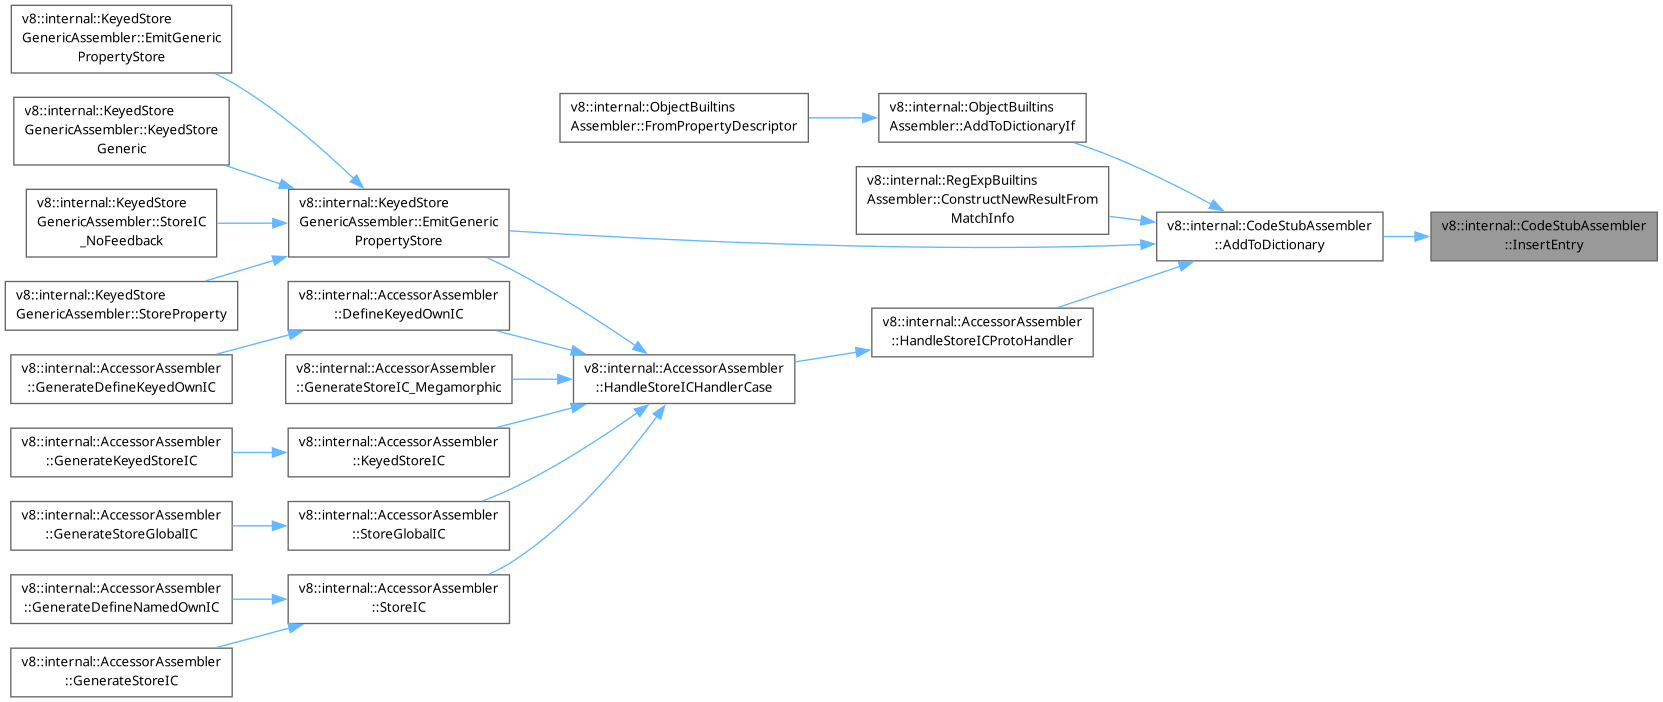 v8::internal::KeyedStore
GenericAssembler::EmitGeneric
PropertyStore
v8::internal::KeyedStore
GenericAssembler::KeyedStore
Generic
v8::internal::KeyedStore
GenericAssembler::StoreIC
_NoFeedback
v8::internal::KeyedStore
GenericAssembler::StoreProperty
v8::internal::AccessorAssembler
::GenerateDefineKeyedOwnIC
v8::internal::AccessorAssembler
::GenerateKeyedStoreIC
v8::internal::AccessorAssembler
::GenerateStoreGlobalIC
v8::internal::AccessorAssembler
::GenerateDefineNamedOwnIC
v8::internal::AccessorAssembler
::GenerateStoreIC
v8::internal::KeyedStore
GenericAssembler::EmitGeneric
PropertyStore
v8::internal::AccessorAssembler
::DefineKeyedOwnIC
v8::internal::AccessorAssembler
::GenerateStoreIC_Megamorphic
v8::internal::AccessorAssembler
::KeyedStoreIC
v8::internal::AccessorAssembler
::StoreGlobalIC
v8::internal::AccessorAssembler
::StoreIC
v8::internal::ObjectBuiltins
Assembler::FromPropertyDescriptor
v8::internal::AccessorAssembler
::HandleStoreICHandlerCase
v8::internal::ObjectBuiltins
Assembler::AddToDictionaryIf
v8::internal::RegExpBuiltins
Assembler::ConstructNewResultFrom
MatchInfo
v8::internal::AccessorAssembler
::HandleStoreICProtoHandler
v8::internal::CodeStubAssembler
::AddToDictionary
v8::internal::CodeStubAssembler
::InsertEntry